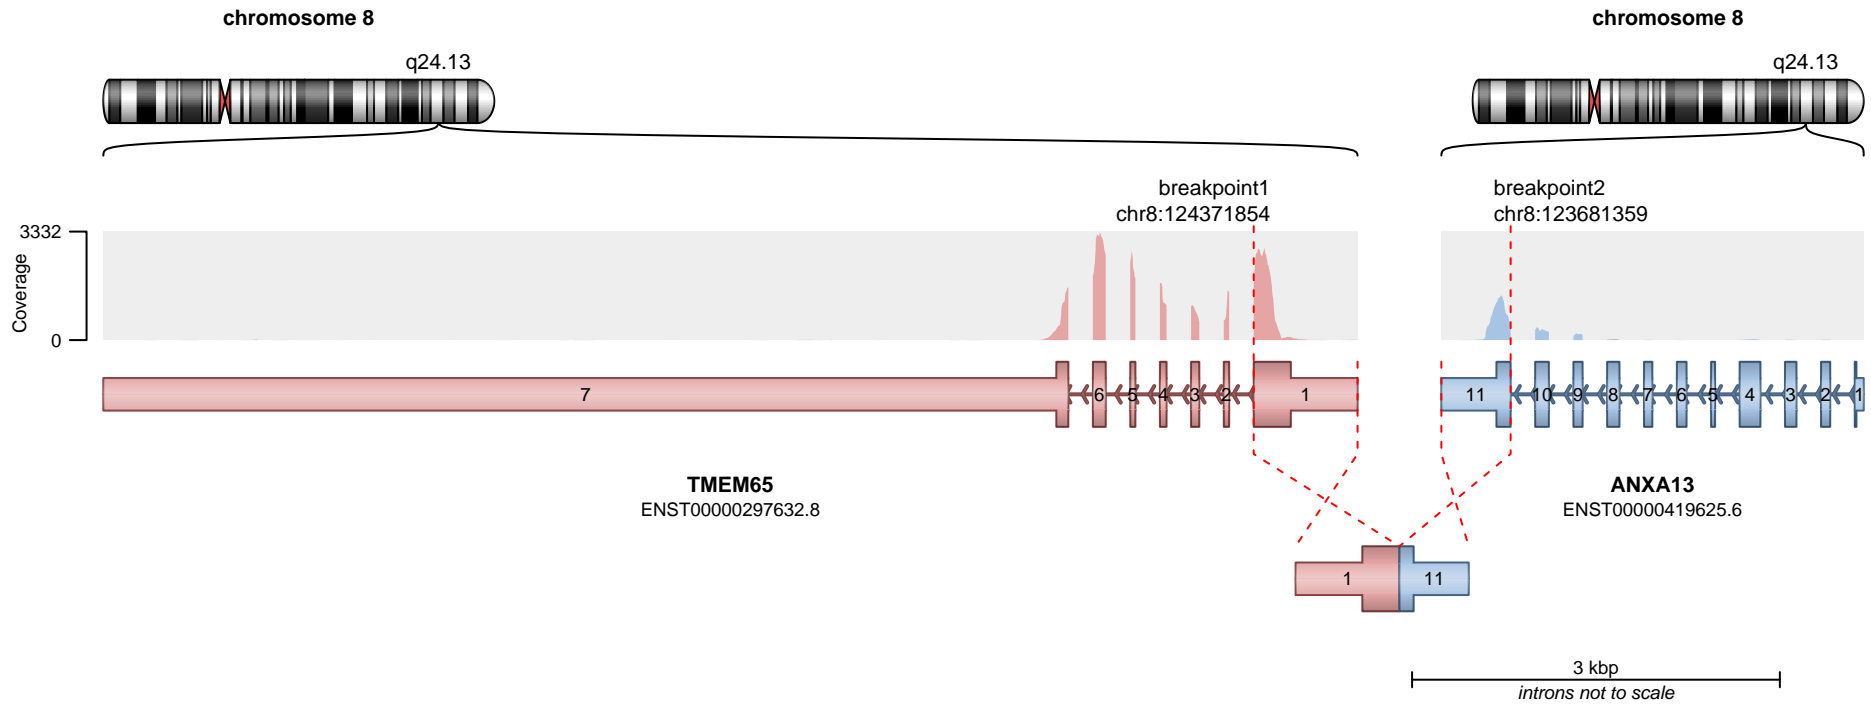 chromosome 8
chromosome 8
q24.13
q24.13
breakpoint1
chr8:124371854
breakpoint2
chr8:123681359
3332
Coverage
0
7
6
5
4
3
2
1
11
10
9
8
7
6
5
4
3
2
1
TMEM65
ENST00000297632.8
ANXA13
ENST00000419625.6
1
11
3 kbp
introns not to scale